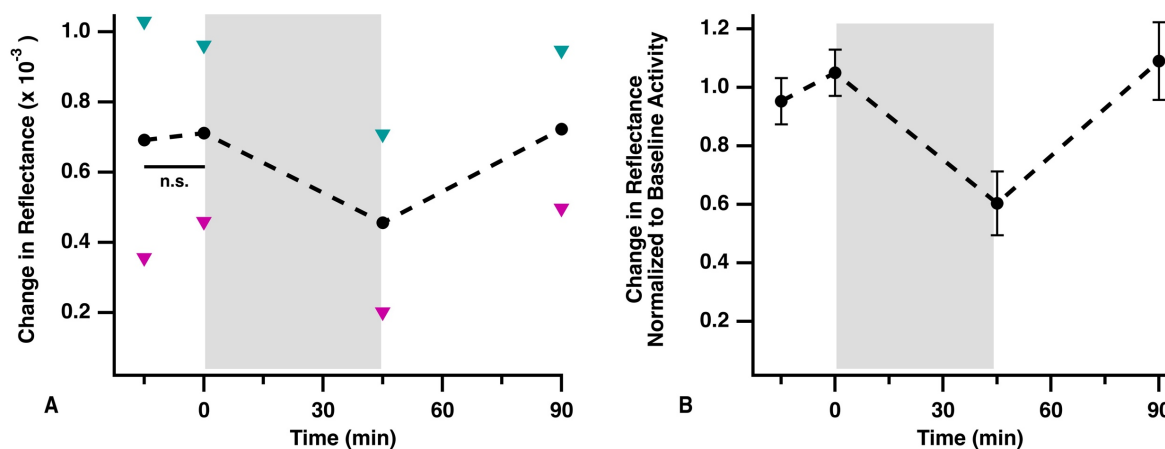 Change in Reflectance (x 10⁻³ )
1.0
0.8
0.6
0.4
0.2
n.s.
0
30
60
90
Time (min)
A
Change in Reflectance
Normalized to Baseline Activity
1.2
1.0
0.8
0.6
0.4
0.2
0
30
60
90
Time (min)
B